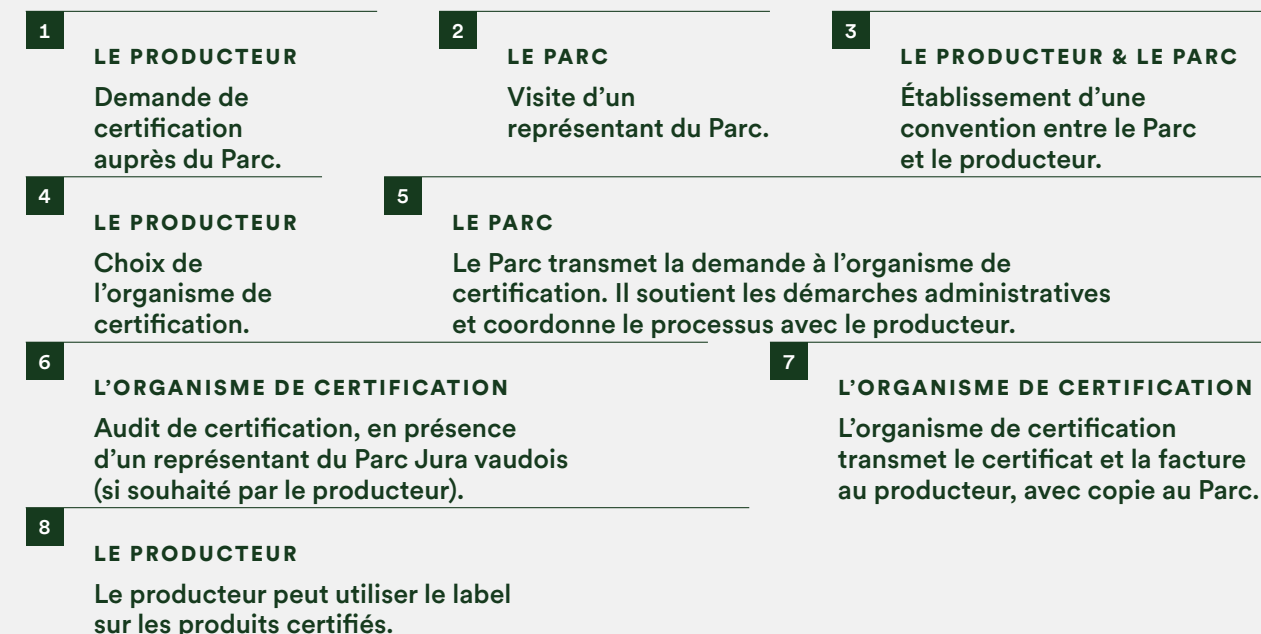 1
LE PRODUCTEUR
Demande de
certification
auprès du Parc.
2
LE PARC
Visite d’un
représentant du Parc.
3
LE PRODUCTEUR & LE PARC
Établissement d’une
convention entre le Parc
et le producteur.
4
LE PRODUCTEUR
Choix de
l’organisme de
certification.
5
LE PARC
Le Parc transmet la demande à l’organisme de
certification. Il soutient les démarches administratives
et coordonne le processus avec le producteur.
6
L’ORGANISME DE CERTIFICATION
Audit de certification, en présence
d’un représentant du Parc Jura vaudois
(si souhaité par le producteur).
7
L’ORGANISME DE CERTIFICATION
L’organisme de certification
transmet le certificat et la facture
au producteur, avec copie au Parc.
8
LE PRODUCTEUR
Le producteur peut utiliser le label
sur les produits certifiés.